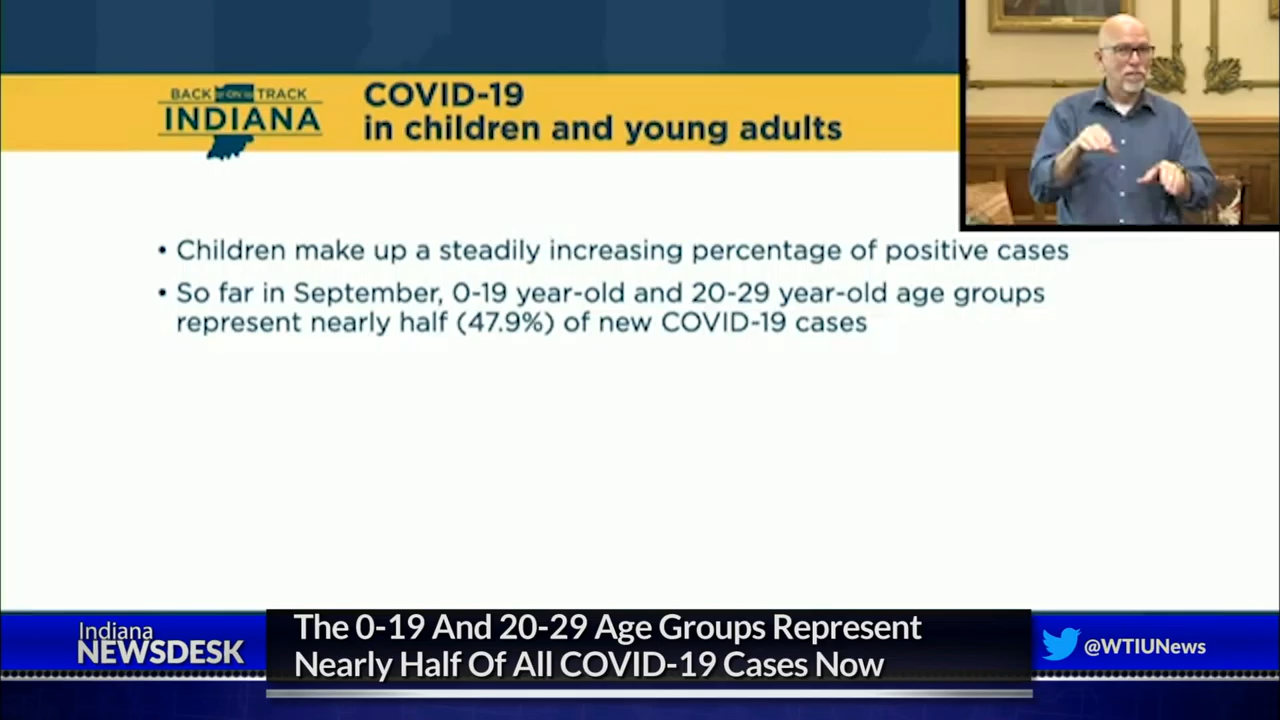 BACK ON TRACK
INDIANA
COVID-19
in children and young adults
• Children make up a steadily increasing percentage of positive cases
• So far in September, 0-19 year-old and 20-29 year-old age groups
represent nearly half (47.9%) of new COVID-19 cases
Indiana
NEWSDESK
The 0-19 And 20-29 Age Groups Represent
Nearly Half Of All COVID-19 Cases Now
@WTIUNews